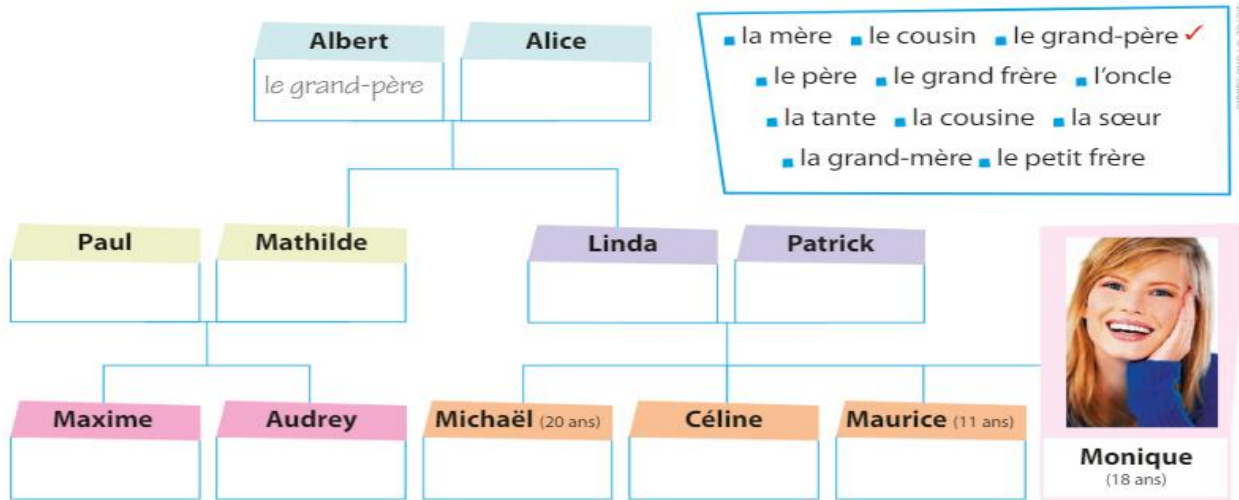 Albert Alice
le grand-père
■ la mère ■ le cousin ■ le grand-père ✓
■ le père ■ le grand frère ■ l'oncle
■ la tante ■ la cousine ■ la sœur
■ la grand-mère ■ le petit frère
Paul Mathilde Linda Patrick
Maxime Audrey Michaël (20 ans) Céline Maurice (11 ans)
Monique
(18 ans)